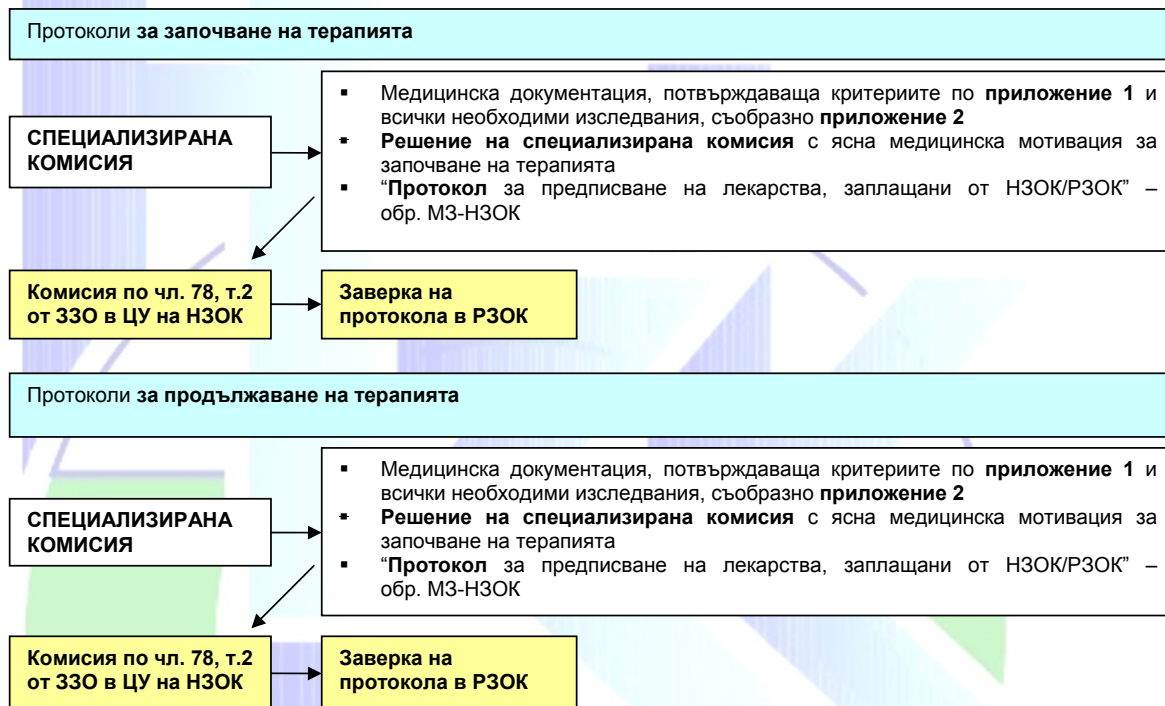 Протоколи за започване на терапията
СПЕЦИАЛИЗИРАНА
КОМИСИЯ
▪ Медицинска документация, потвърждаваща критериите по приложение 1 и
всички необходими изследвания, съобразно приложение 2
▪ Решение на специализирана комисия с ясна медицинска мотивация за
започване на терапията
▪ “Протокол за предписване на лекарства, заплащани от НЗОК/РЗОК” –
обр. МЗ-НЗОК
Комисия по чл. 78, т.2
от ЗЗО в ЦУ на НЗОК
Заверка на
протокола в РЗОК
Протоколи за продължаване на терапията
СПЕЦИАЛИЗИРАНА
КОМИСИЯ
▪ Медицинска документация, потвърждаваща критериите по приложение 1 и
всички необходими изследвания, съобразно приложение 2
▪ Решение на специализирана комисия с ясна медицинска мотивация за
започване на терапията
▪ “Протокол за предписване на лекарства, заплащани от НЗОК/РЗОК” –
обр. МЗ-НЗОК
Комисия по чл. 78, т.2
от ЗЗО в ЦУ на НЗОК
Заверка на
протокола в РЗОК